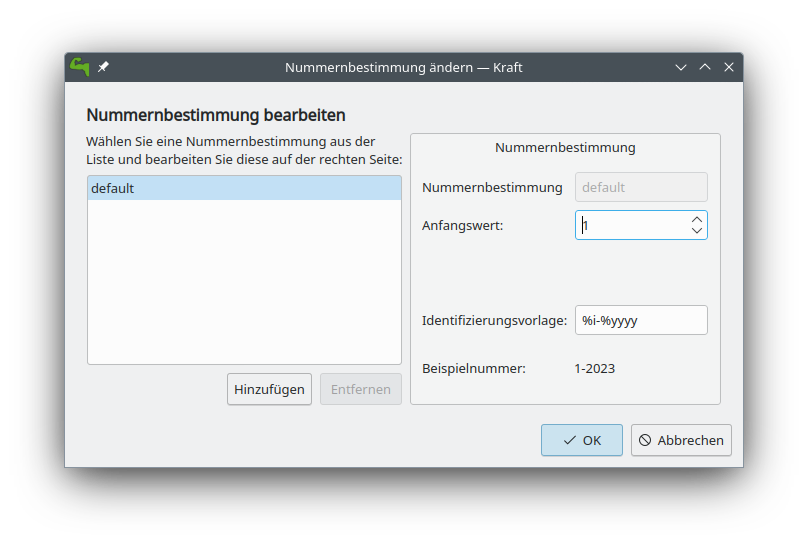 Nummernbestimmung ändern — Kraft
Nummernbestimmung bearbeiten
Wählen Sie eine Nummernbestimmung aus der
Liste und bearbeiten Sie diese auf der rechten Seite:
default
Hinzufügen
Entfernen
Nummernbestimmung
Nummernbestimmung
default
Anfangswert:
1
Identifizierungsvorlage:
%i-%yyyy
Beispielnummer:
1-2023
OK
Abbrechen